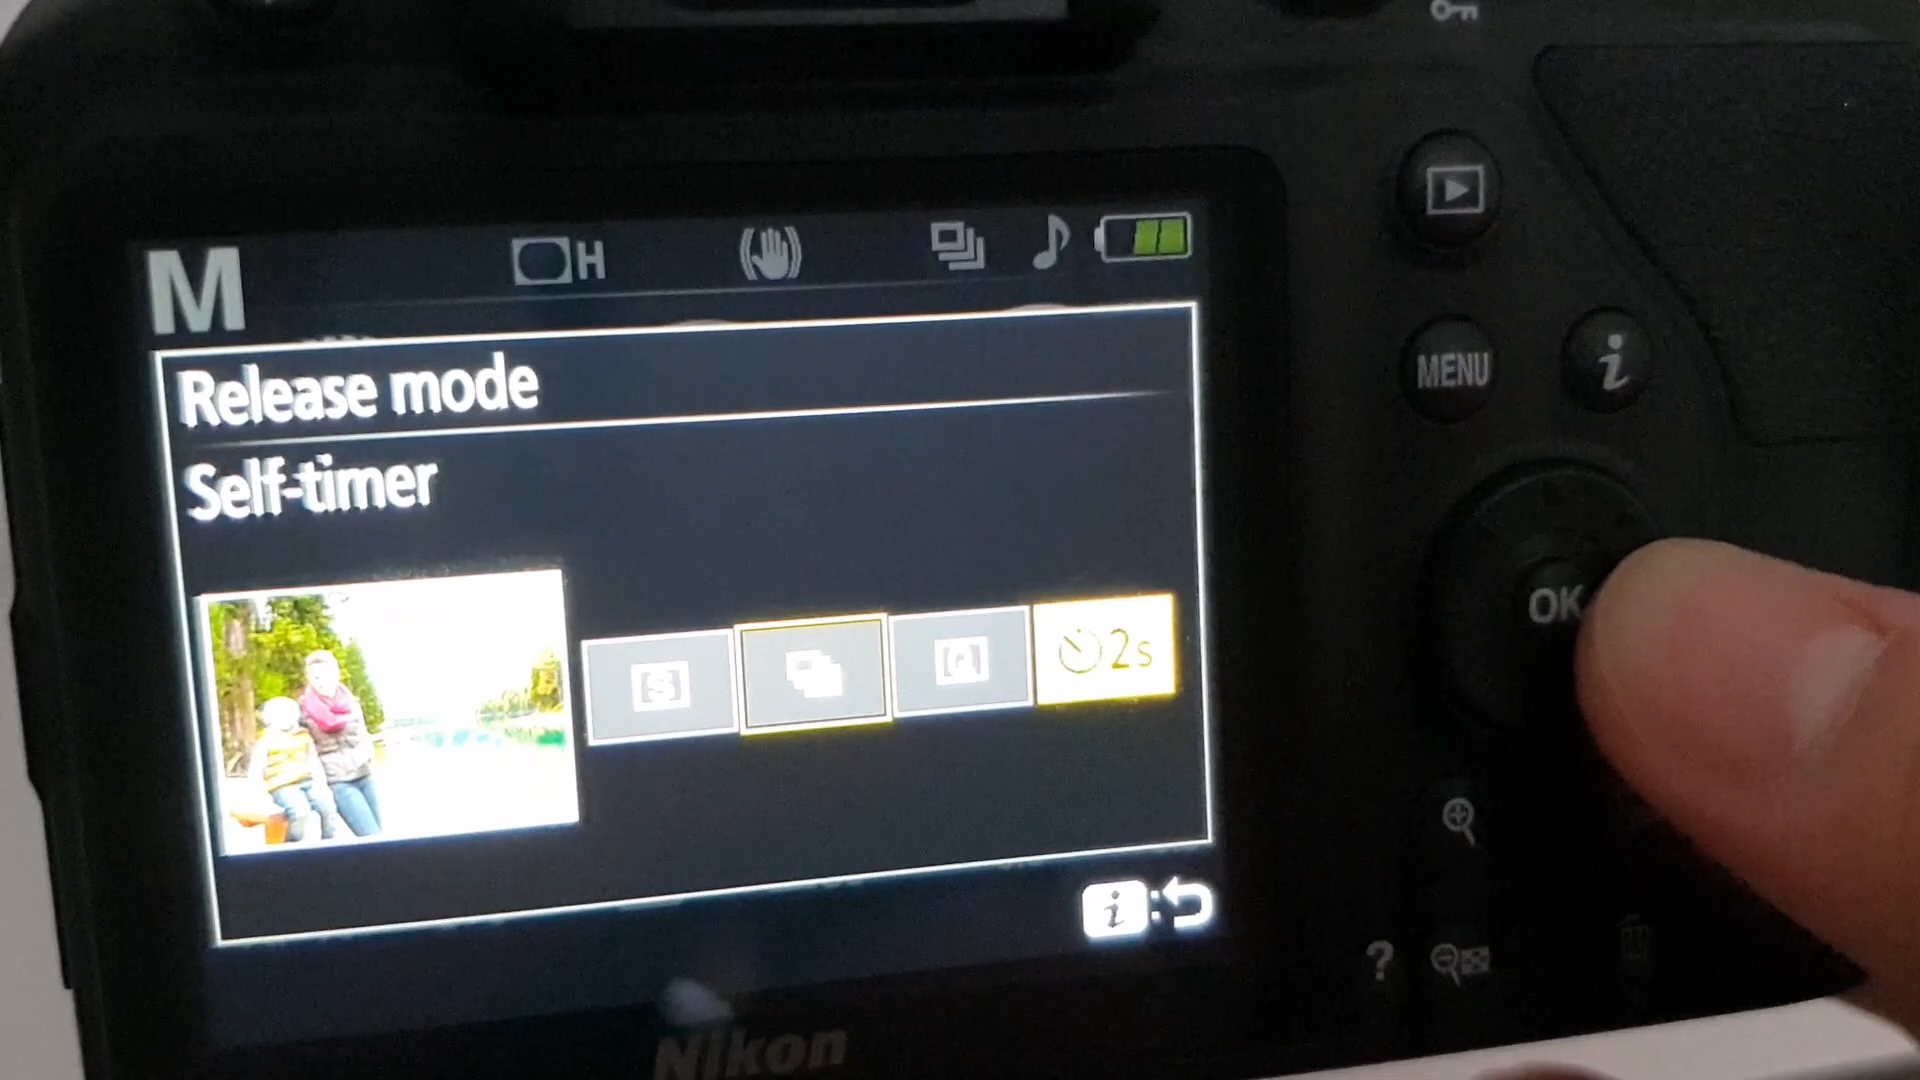 M
H
Release mode
Self-timer
S
2s
i
Nikon
MENU
i
OK
?